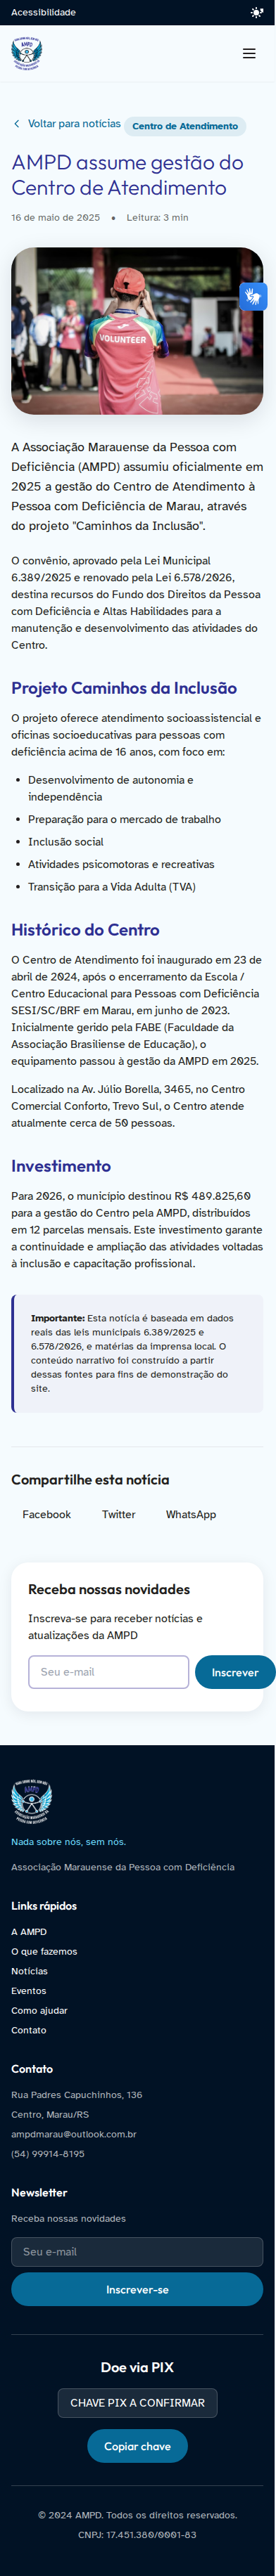 Acessibilidade
Voltar para notícias
Centro de Atendimento
AMPD assume gestão do
Centro de Atendimento
16 de maio de 2025 • Leitura: 3 min
VOLUNTEER
A Associação Marauense da Pessoa com
Deficiência (AMPD) assumiu oficialmente em
2025 a gestão do Centro de Atendimento à
Pessoa com Deficiência de Marau, através
do projeto "Caminhos da Inclusão".
O convênio, aprovado pela Lei Municipal
6.389/2025 e renovado pela Lei 6.578/2026,
destina recursos do Fundo dos Direitos da Pessoa
com Deficiência e Altas Habilidades para a
manutenção e desenvolvimento das atividades do
Centro.
Projeto Caminhos da Inclusão
O projeto oferece atendimento socioassistencial e
oficinas socioeducativas para pessoas com
deficiência acima de 16 anos, com foco em:
• Desenvolvimento de autonomia e
independência
• Preparação para o mercado de trabalho
• Inclusão social
• Atividades psicomotoras e recreativas
• Transição para a Vida Adulta (TVA)
Histórico do Centro
O Centro de Atendimento foi inaugurado em 23 de
abril de 2024, após o encerramento da Escola /
Centro Educacional para Pessoas com Deficiência
SESI/SC/BRF em Marau, em junho de 2023.
Inicialmente gerido pela FABE (Faculdade da
Associação Brasiliense de Educação), o
equipamento passou à gestão da AMPD em 2025.
Localizado na Av. Júlio Borella, 3465, no Centro
Comercial Conforto, Trevo Sul, o Centro atende
atualmente cerca de 50 pessoas.
Investimento
Para 2026, o município destinou R$ 489.825,60
para a gestão do Centro pela AMPD, distribuídos
em 12 parcelas mensais. Este investimento garante
a continuidade e ampliação das atividades voltadas
à inclusão e capacitação profissional.
Importante: Esta notícia é baseada em dados
reais das leis municipais 6.389/2025 e
6.578/2026, e matérias da imprensa local. O
conteúdo narrativo foi construído a partir
dessas fontes para fins de demonstração do
site.
Compartilhe esta notícia
Facebook Twitter WhatsApp
Receba nossas novidades
Inscreva-se para receber notícias e
atualizações da AMPD
Seu e-mail
Inscrever
AMPD
Nada sobre nós, sem nós.
Associação Marauense da Pessoa com Deficiência
Links rápidos
A AMPD
O que fazemos
Notícias
Eventos
Como ajudar
Contato
Contato
Rua Padres Capuchinhos, 136
Centro, Marau/RS
ampdmarau@outlook.com.br
(54) 99914-8195
Newsletter
Receba nossas novidades
Seu e-mail
Inscrever-se
Doe via PIX
CHAVE PIX A CONFIRMAR
Copiar chave
© 2024 AMPD. Todos os direitos reservados.
CNPJ: 17.451.380/0001-83